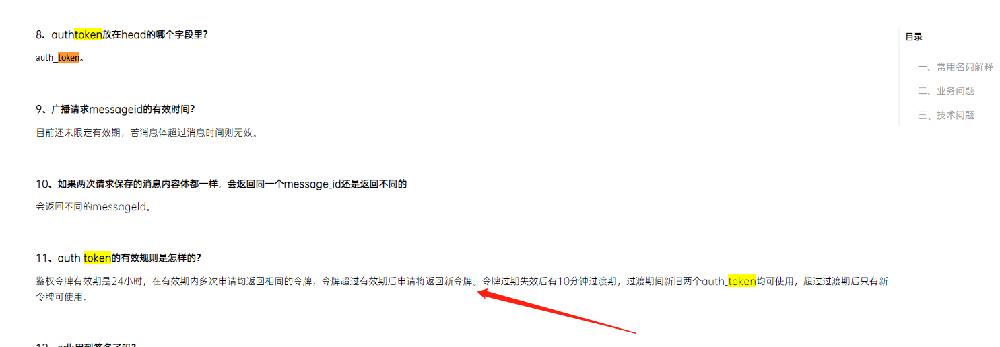 8、authtoken放在head的哪个字段里？
auth_token。
9、广播请求messageid的有效时间？
目前还未限定有效期，若消息体超过消息时间则无效。
10、如果两次请求保存的消息内容体都一样，会返回同一个message_id还是返回不同的
会返回不同的messageId。
11、auth token的有效规则是怎样的？
鉴权令牌有效期是24小时，在有效期内多次申请均返回相同的令牌，令牌超过有效期后申请将返回新令牌。令牌过期失效后有10分钟过渡期，过渡期间新旧两个auth_token均可使用，超过过渡期后只有新
令牌可使用。
12、sdk用到签名了吗？
目录
一、常用名词解释
二、业务问题
三、技术问题